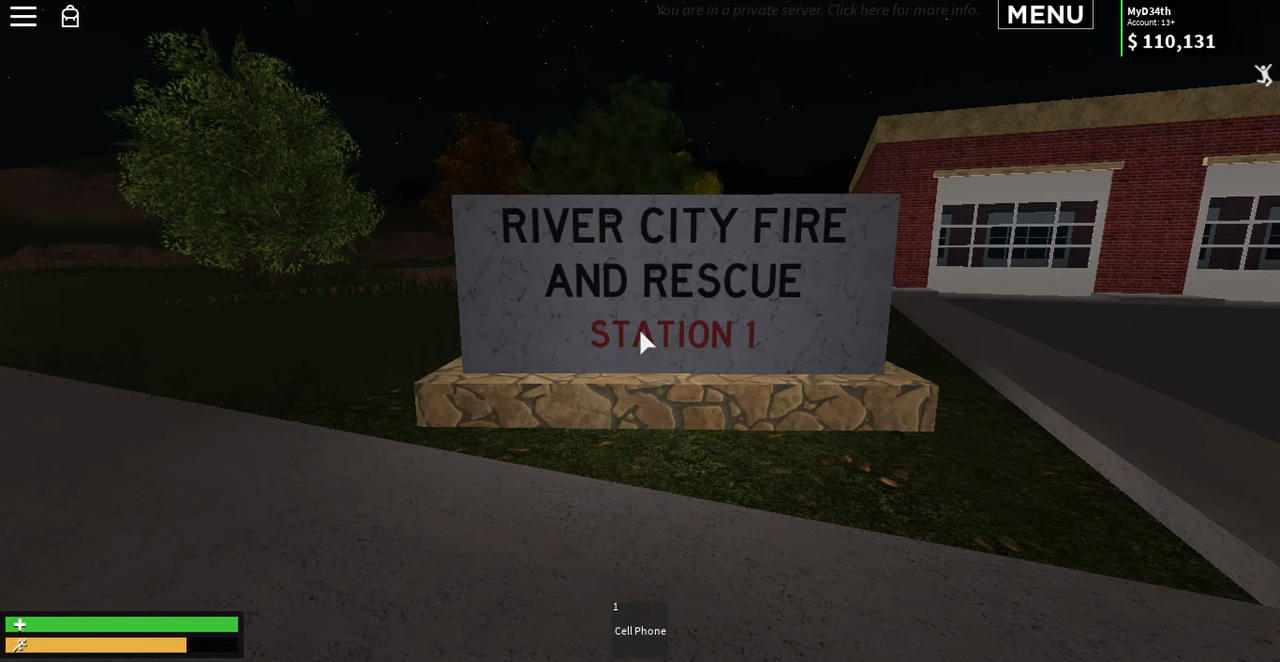 You are in a private server. Click here for more info.
MENU
MyD34th
Account: 13+
$ 110,131
RIVER CITY FIRE
AND RESCUE
STATION 1
1
Cell Phone